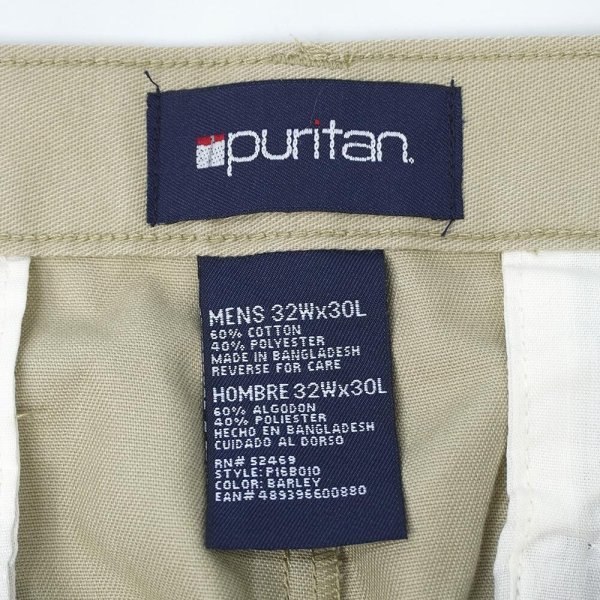 puritan.
MENS 32Wx30L
60% COTTON
40% POLYESTER
MADE IN BANGLADESH
REVERSE FOR CARE
HOMBRE 32Wx30L
60% ALGODON
40% POLIESTER
HECHO EN BANGLADESH
CUIDADO AL DORSO
RN# 52469
STYLE: P16B010
COLOR: BARLEY
EAN# 489396600880